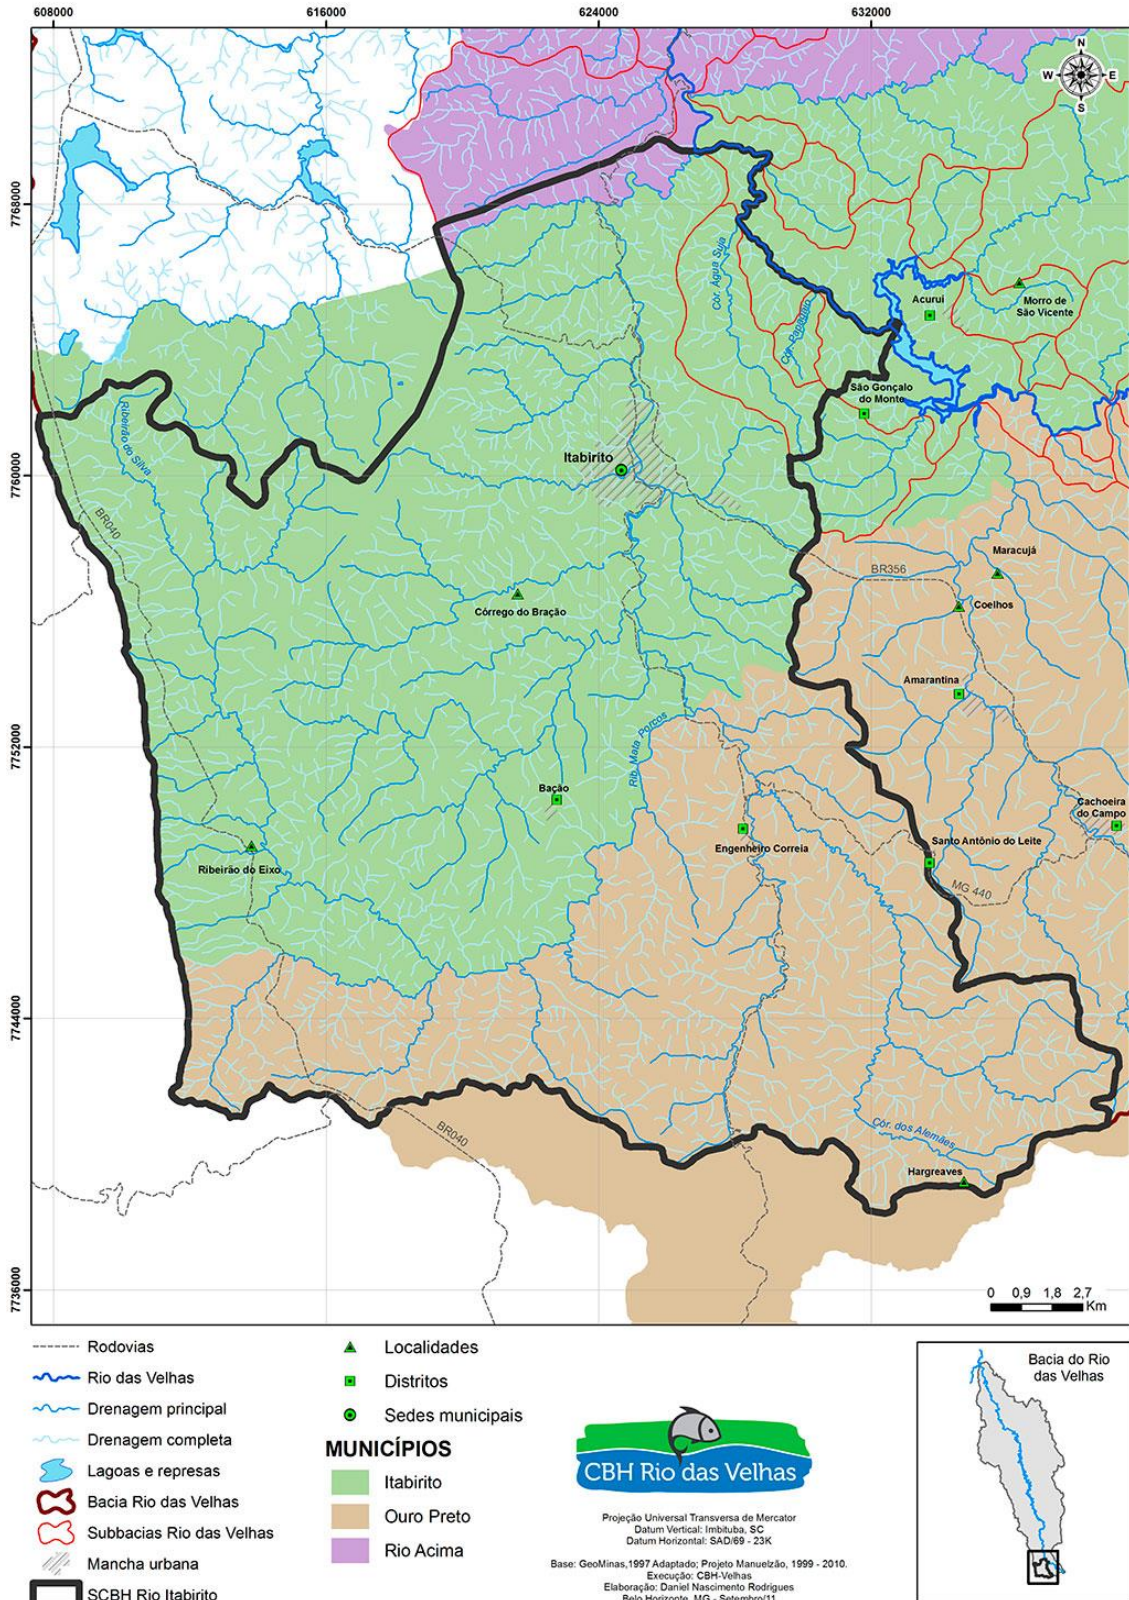 608000
616000
624000
632000
N
W
E
S
7768000
7760000
7752000
7744000
7736000
Cór. Água Suja
Acuruí
Morro de
São Vicente
Cór. Papagaio
São Gonçalo
do Monte
Ribeirão do Silva
Itabirito
BR040
Maracujá
BR356
Coelhos
Córrego do Bração
Amarantina
Rib. Mata Porcos
Bação
Cachoeira
do Campo
Engenheiro Correia
Santo Antônio do Leite
Ribeirão do Eixo
MG 440
BR040
Cór. dos Alemães
Hargreaves
0 0,9 1,8 2,7
Km
Rodovias
Rio das Velhas
Drenagem principal
Drenagem completa
Lagoas e represas
Bacia Rio das Velhas
Subbacias Rio das Velhas
Mancha urbana
SCBH Rio Itabirito
Localidades
Distritos
Sedes municipais
MUNICÍPIOS
Itabirito
Ouro Preto
Rio Acima
CBH Rio das Velhas
Projeção Universal Transversa de Mercator
Datum Vertical: Imbituba, SC
Datum Horizontal: SAD/69 - 23K
Base: GeoMinas,1997 Adaptado; Projeto Manuelzão, 1999 - 2010.
Execução: CBH-Velhas
Elaboração: Daniel Nascimento Rodrigues
Belo Horizonte, MG - Setembro/11
Bacia do Rio
das Velhas